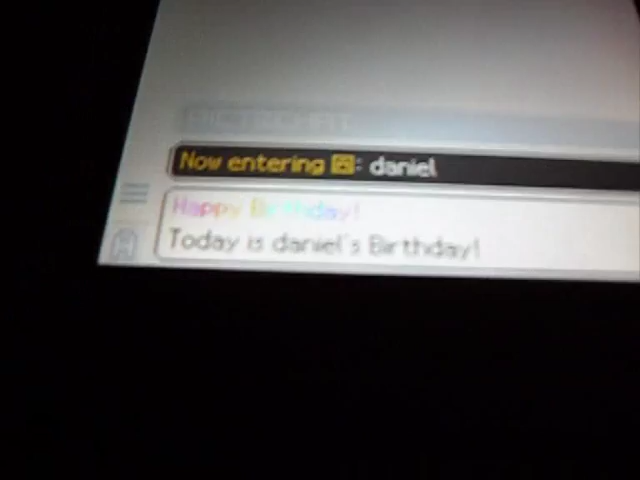 Now entering A: daniel
Happy Birthday!
Today is daniel's Birthday!